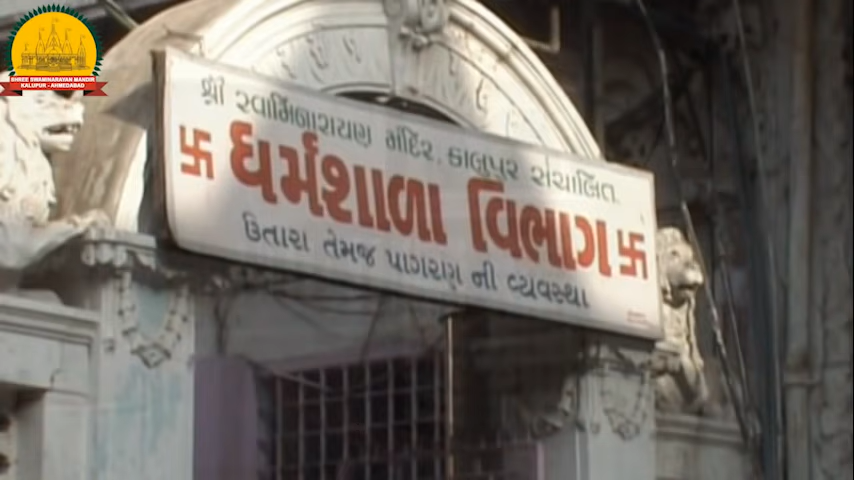 SHREE SWAMINARAYAN MANDIR
KALUPUR - AHMEDABAD
શ્રી સ્વામિનારાયણ મંદિર, કાલુપુર સંચાલિત
卐 ધર્મશાળા વિભાગ 卐
ઉતારા તેમજ પાગરણ ની વ્યવસ્થા